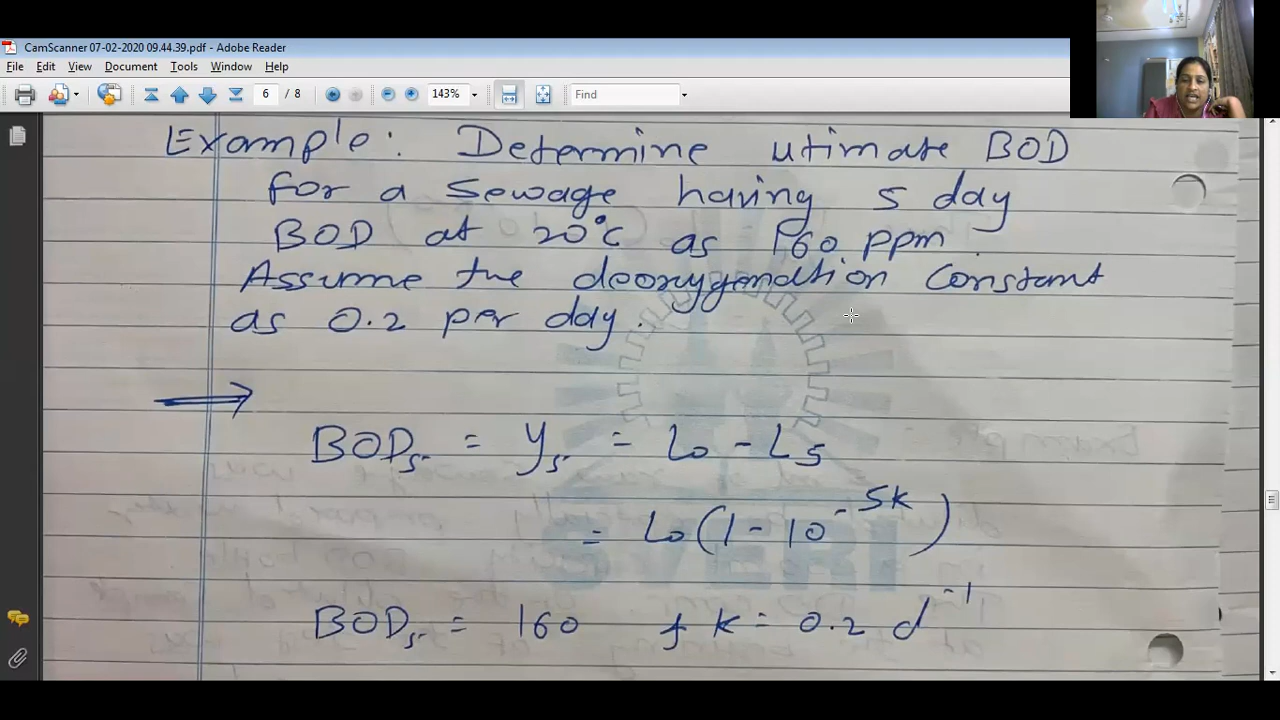 CamScanner 07-02-2020 09.44.39.pdf - Adobe Reader
File Edit View Document Tools Window Help
6 / 8 143% Find
Example: Determine utimate BOD
for a sewage having 5 day
BOD at 20°C as 160 ppm
Assume the deoxygenation Constant
as 0.2 per day.
BOD5 = y5 = Lo - L5
= Lo(1 - 10^-5k)
BOD5 = 160 & k = 0.2 d^-1
SVERI